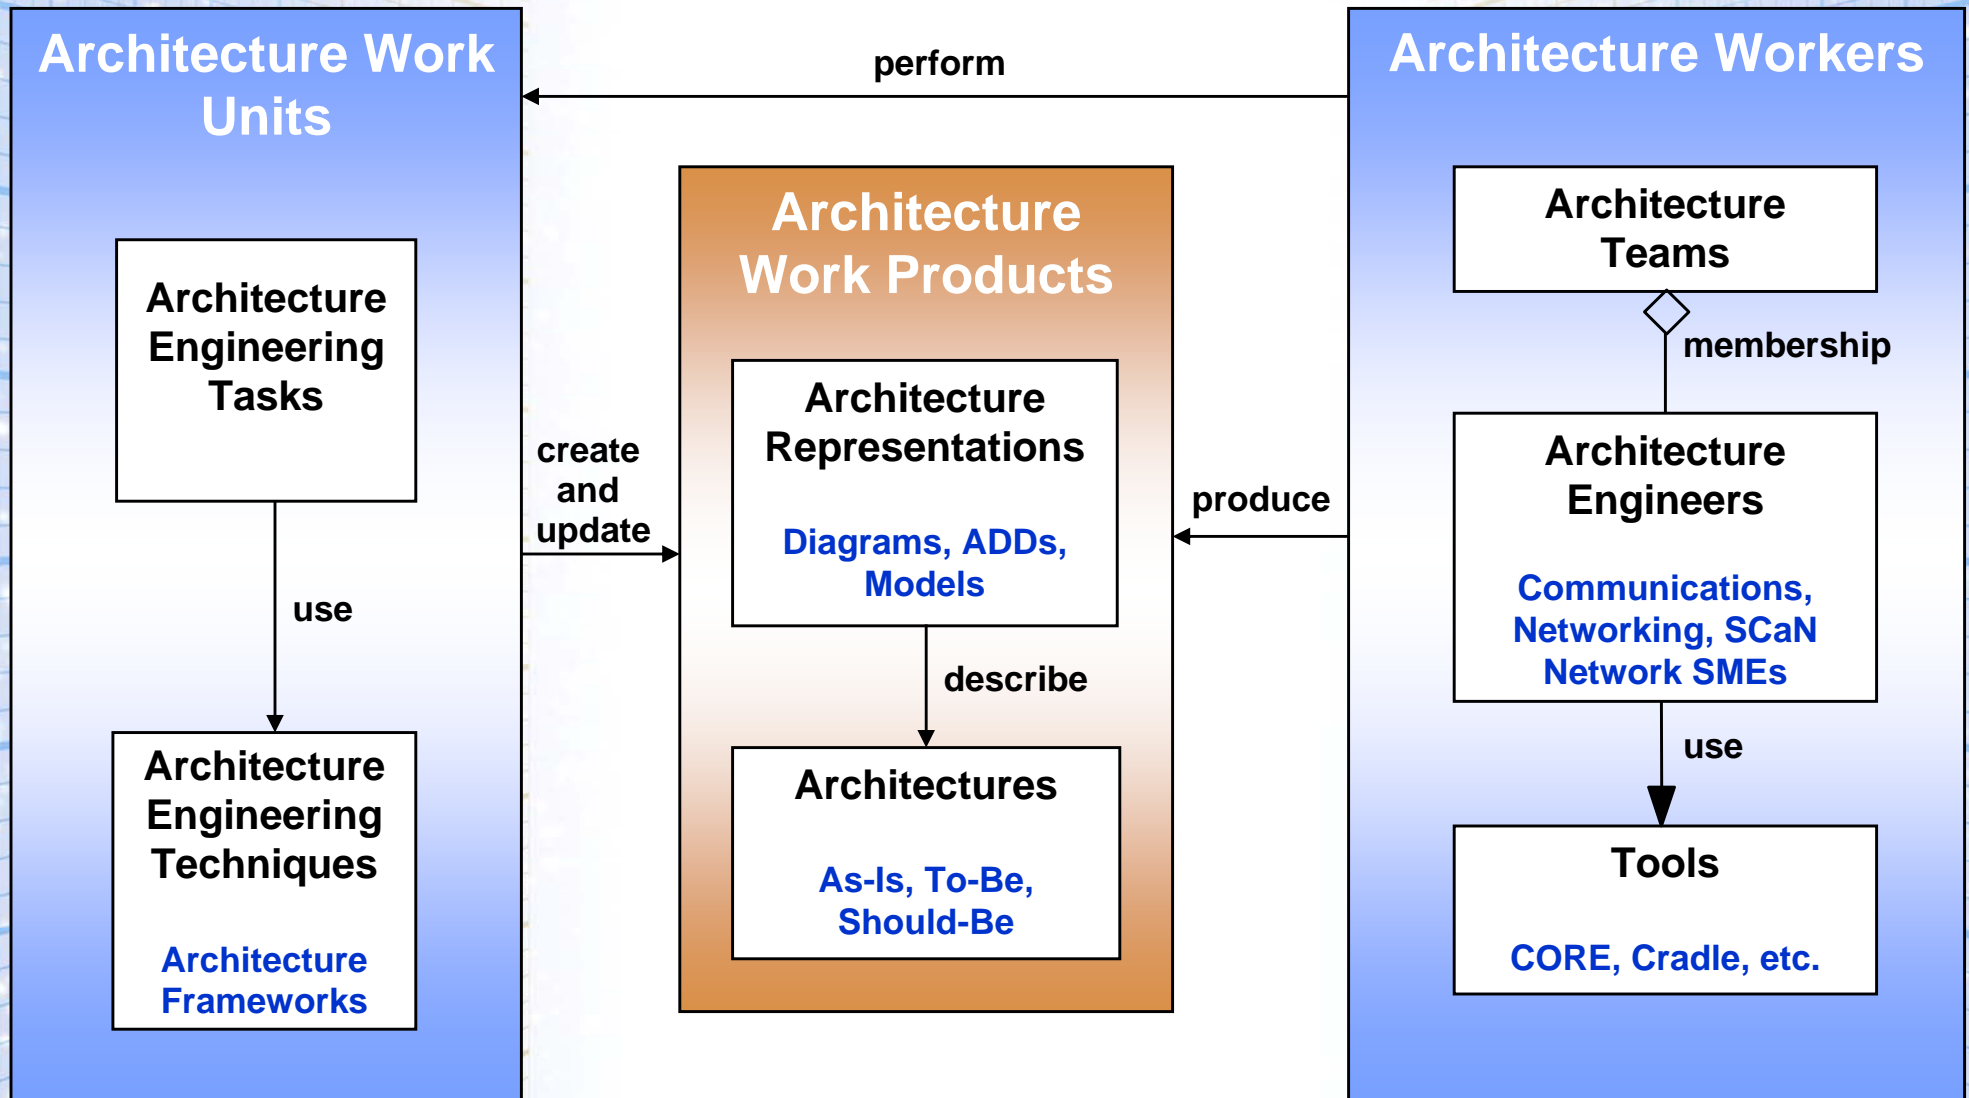 Architecture Work
Units
Architecture
Engineering
Tasks
use
Architecture
Engineering
Techniques
Architecture
Frameworks
perform
create
and
update
Architecture
Work Products
Architecture
Representations
Diagrams, ADDs,
Models
describe
Architectures
As-Is, To-Be,
Should-Be
produce
Architecture Workers
Architecture
Teams
membership
Architecture
Engineers
Communications,
Networking, SCaN
Network SMEs
use
Tools
CORE, Cradle, etc.